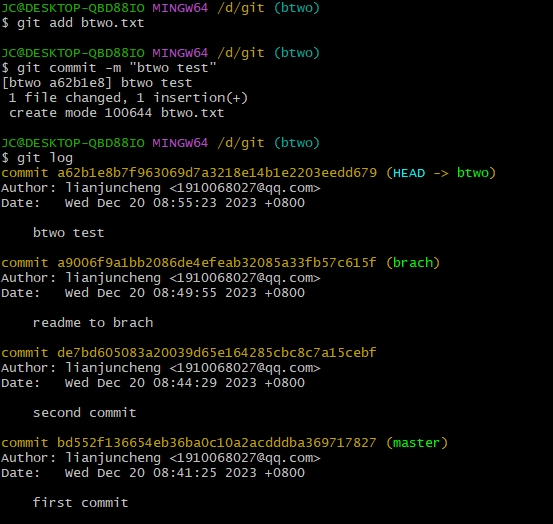 JC@DESKTOP-QBD88IO MINGW64 /d/git (btwo)
$ git add btwo.txt
JC@DESKTOP-QBD88IO MINGW64 /d/git (btwo)
$ git commit -m "btwo test"
[btwo a62b1e8] btwo test
1 file changed, 1 insertion(+)
create mode 100644 btwo.txt
JC@DESKTOP-QBD88IO MINGW64 /d/git (btwo)
$ git log
commit a62b1e8b7f963069d7a3218e14b1e2203eedd679 (HEAD -> btwo)
Author: lianjuncheng <1910068027@qq.com>
Date:   Wed Dec 20 08:55:23 2023 +0800
btwo test
commit a9006f9a1bb2086de4efeab32085a33fb57c615f (brach)
Author: lianjuncheng <1910068027@qq.com>
Date:   Wed Dec 20 08:49:55 2023 +0800
readme to brach
commit de7bd605083a20039d65e164285cbc8c7a15cebf
Author: lianjuncheng <1910068027@qq.com>
Date:   Wed Dec 20 08:44:29 2023 +0800
second commit
commit bd552f136654eb36ba0c10a2acdddba369717827 (master)
Author: lianjuncheng <1910068027@qq.com>
Date:   Wed Dec 20 08:41:25 2023 +0800
first commit